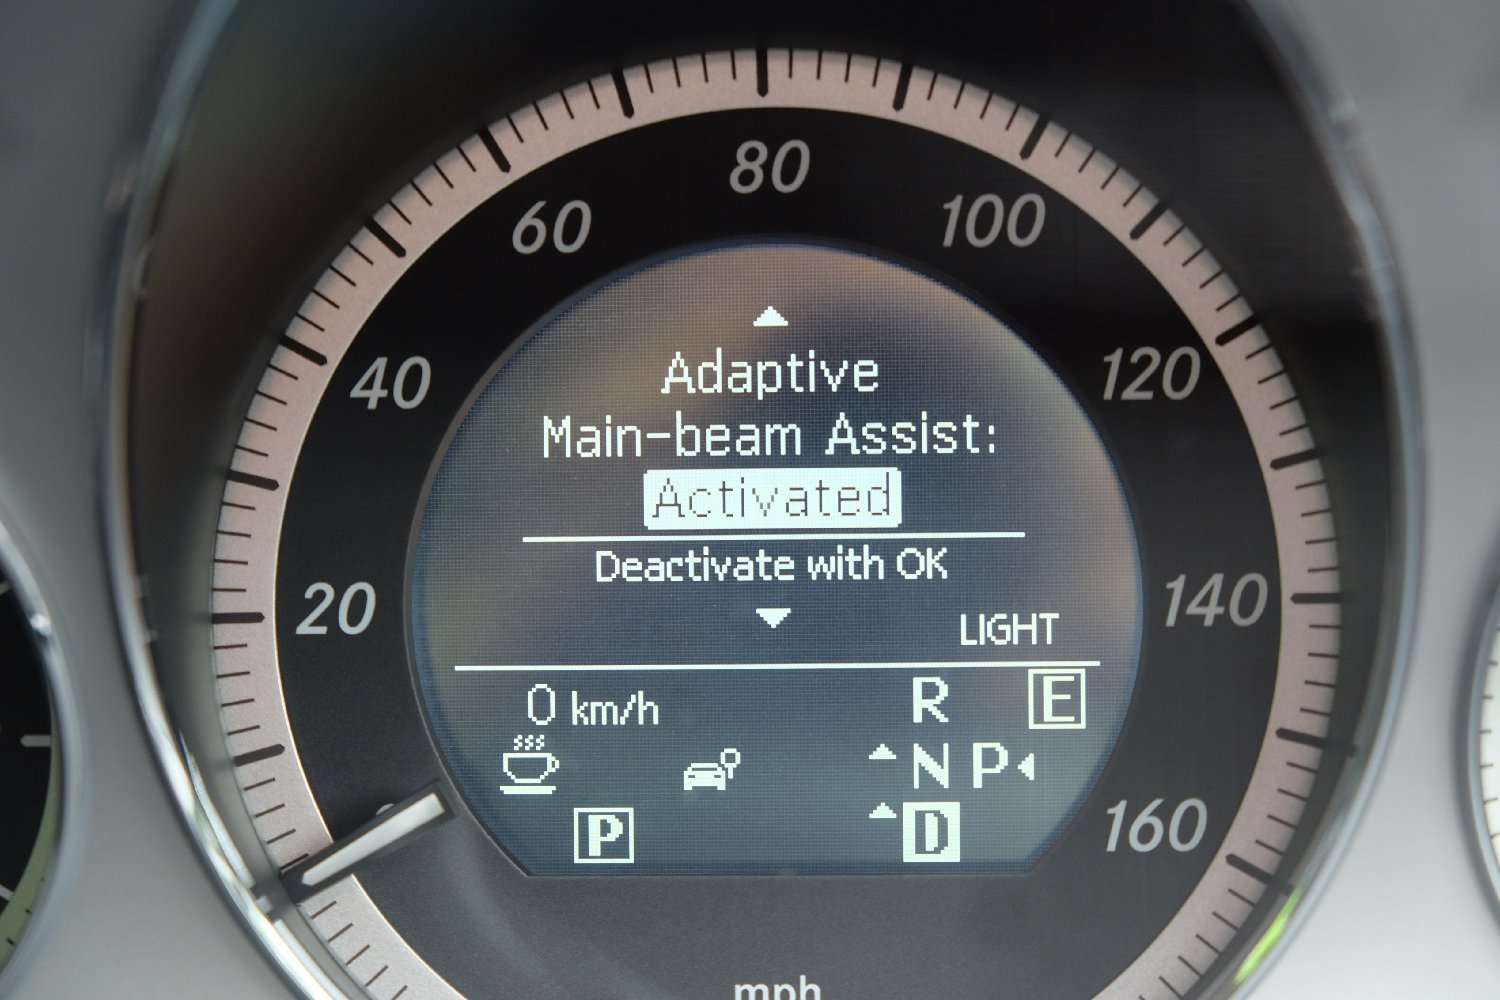 80
60
100
40
120
20
140
160
Adaptive
Main-beam Assist:
Activated
Deactivate with OK
LIGHT
0 km/h
R E
N P
P D
mph